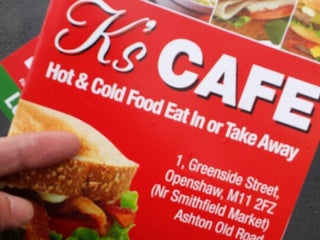 K's CAFE
Hot & Cold Food Eat In or Take Away
1, Greenside Street,
Openshaw, M11 2FZ
(Nr Smithfield Market)
Ashton Old Road